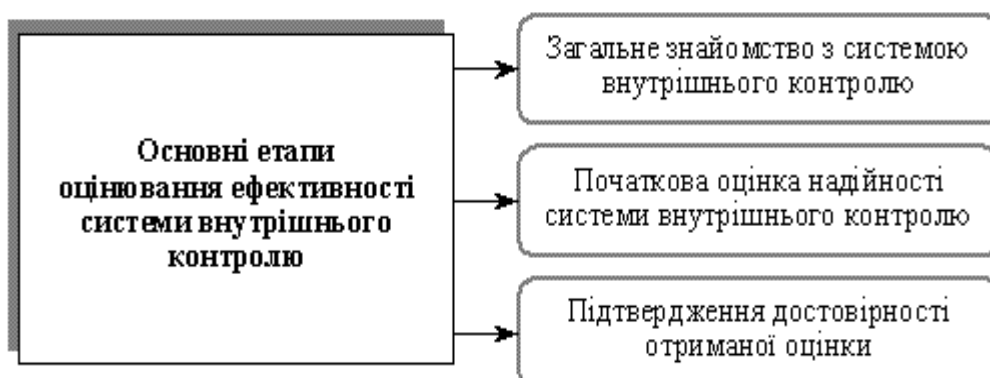 Основні етапи
оцінювання ефективності
системи внутрішнього
контролю
Загальне знайомство з системою
внутрішнього контролю
Початкова оцінка надійності
системи внутрішнього контролю
Підтвердження достовірності
отриманої оцінки